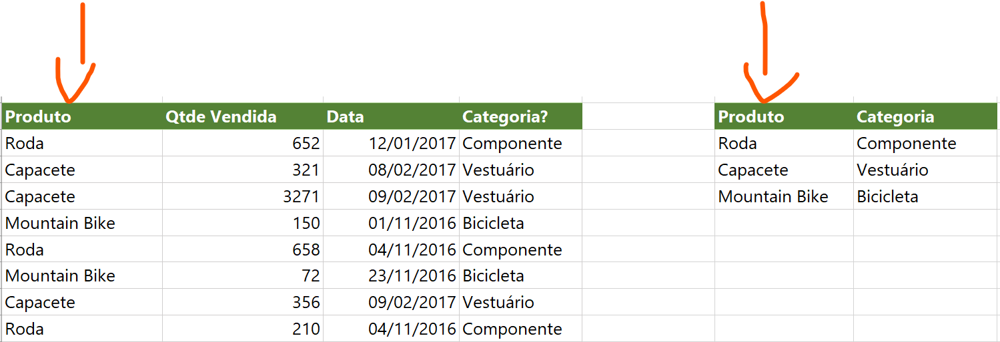 Produto Qtde Vendida Data Categoria? Produto Categoria
Roda 652 12/01/2017 Componente Roda Componente
Capacete 321 08/02/2017 Vestuário Capacete Vestuário
Capacete 3271 09/02/2017 Vestuário Mountain Bike Bicicleta
Mountain Bike 150 01/11/2016 Bicicleta
Roda 658 04/11/2016 Componente
Mountain Bike 72 23/11/2016 Bicicleta
Capacete 356 09/02/2017 Vestuário
Roda 210 04/11/2016 Componente